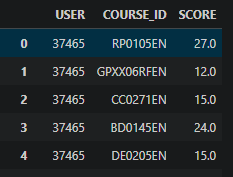 USER COURSE_ID SCORE
0 37465 RP0105EN 27.0
1 37465 GPXX06RFEN 12.0
2 37465 CC0271EN 15.0
3 37465 BD0145EN 24.0
4 37465 DE0205EN 15.0